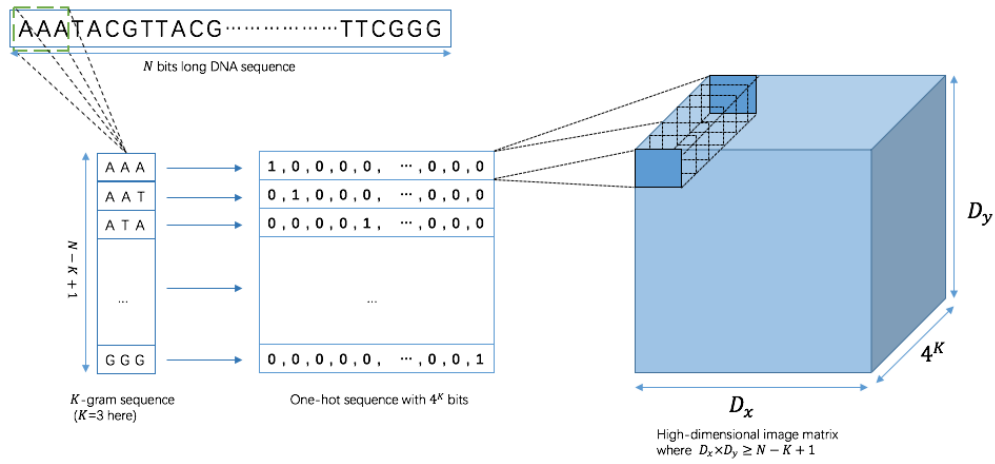 AAATACGTTACG⋯⋯⋯⋯⋯⋯TTCGGG
N bits long DNA sequence
A A A
1 , 0 , 0 , 0 , 0 , ⋯ , 0 , 0 , 0
A A T
0 , 1 , 0 , 0 , 0 , ⋯ , 0 , 0 , 0
A T A
0 , 0 , 0 , 0 , 1 , ⋯ , 0 , 0 , 0
...
...
G G G
0 , 0 , 0 , 0 , 0 , ⋯ , 0 , 0 , 1
N − K + 1
K-gram sequence
(K=3 here)
One-hot sequence with 4^K bits
D_y
4^K
D_x
High-dimensional image matrix
where D_x×D_y ≥ N − K + 1